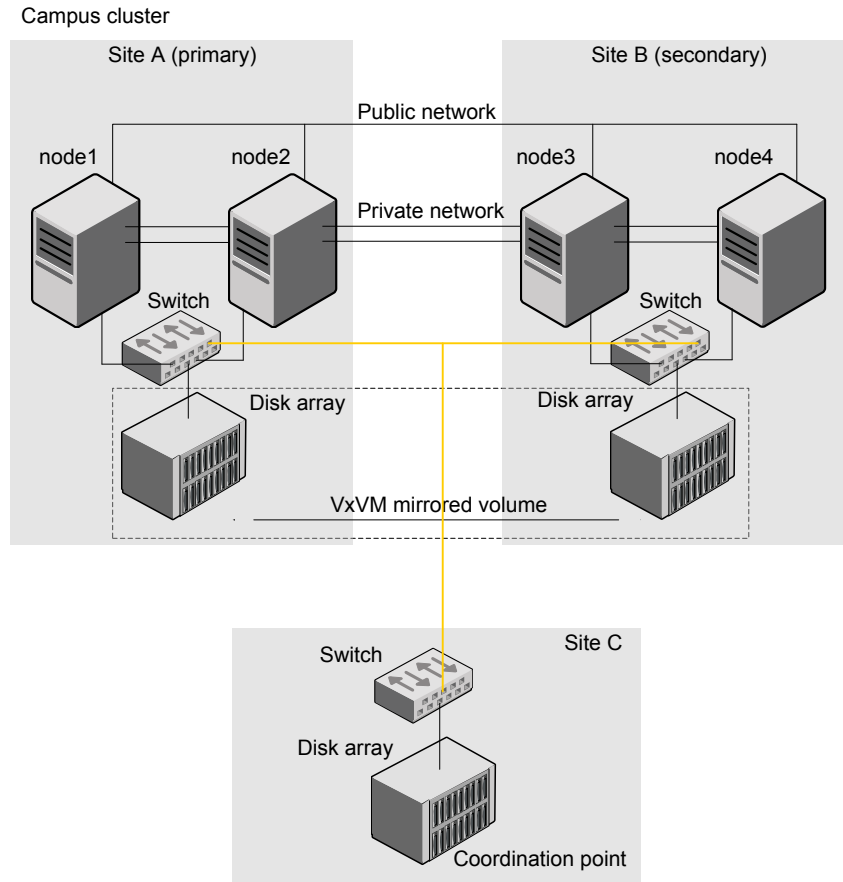 Campus cluster
Site A (primary)
Site B (secondary)
Public network
node1
node2
node3
node4
Private network
Switch
Switch
Disk array
Disk array
VxVM mirrored volume
Site C
Switch
Disk array
Coordination point